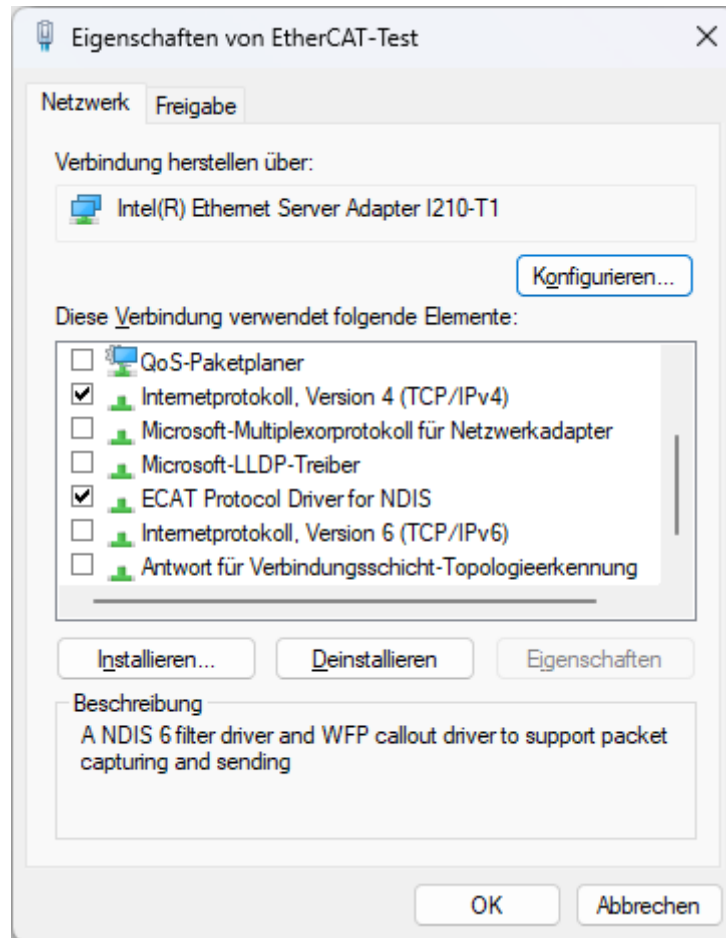 Eigenschaften von EtherCAT-Test
Netzwerk
Freigabe
Verbindung herstellen über:
Intel(R) Ethernet Server Adapter I210-T1
Konfigurieren...
Diese Verbindung verwendet folgende Elemente:
QoS-Paketplaner
Internetprotokoll, Version 4 (TCP/IPv4)
Microsoft-Multiplexorprotokoll für Netzwerkadapter
Microsoft-LLDP-Treiber
ECAT Protocol Driver for NDIS
Internetprotokoll, Version 6 (TCP/IPv6)
Antwort für Verbindungsschicht-Topologieerkennung
Installieren...
Deinstallieren
Eigenschaften
Beschreibung
A NDIS 6 filter driver and WFP callout driver to support packet
capturing and sending
OK
Abbrechen